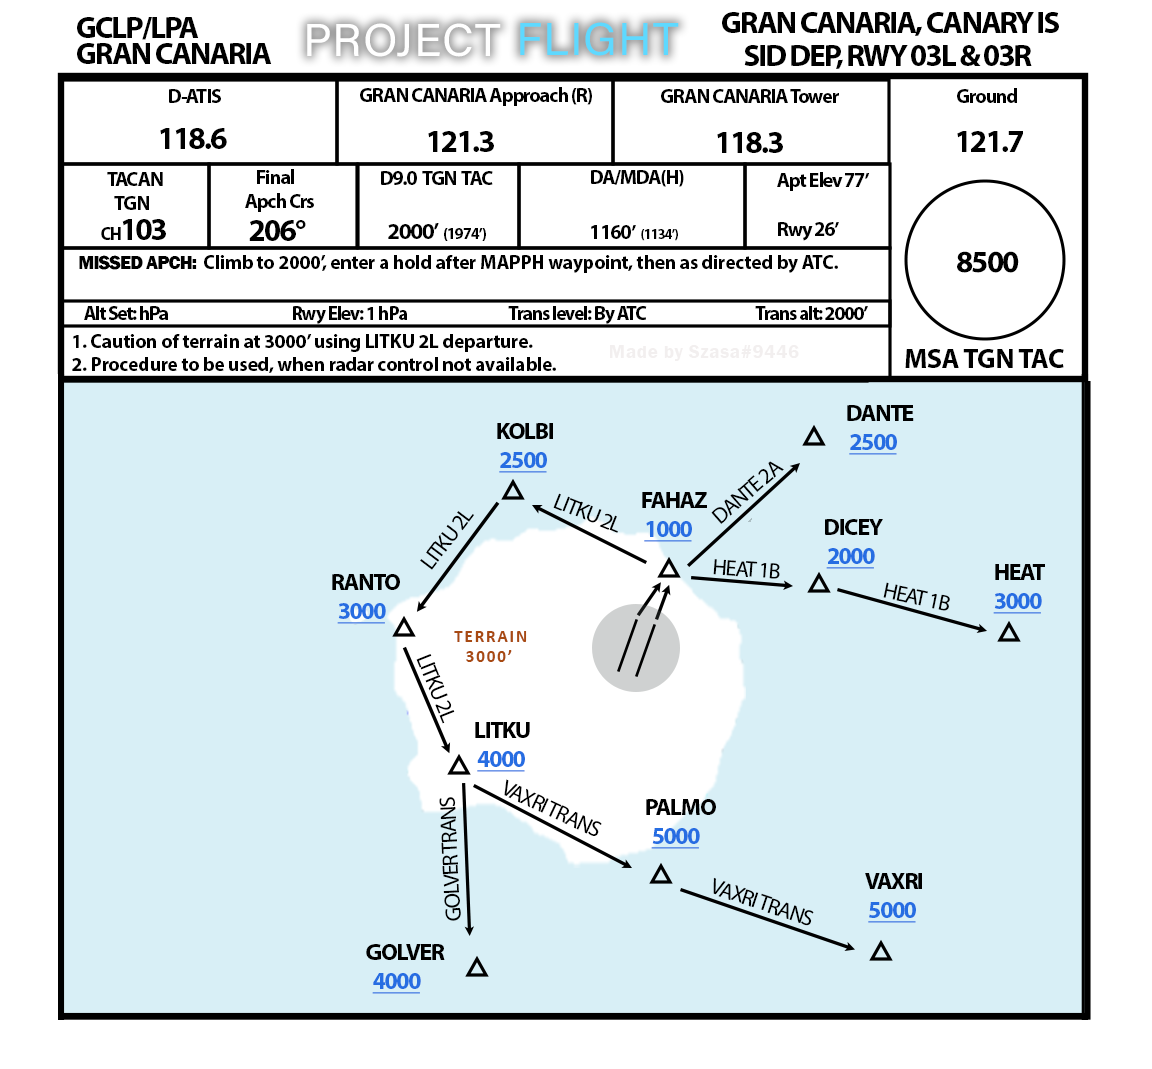 GCLP/LPA
GRAN CANARIA
PROJECT FLIGHT
GRAN CANARIA, CANARY IS
SID DEP, RWY 03L & 03R
D-ATIS
118.6
GRAN CANARIA Approach (R)
121.3
GRAN CANARIA Tower
118.3
Ground
121.7
TACAN
TGN
CH103
Final
Apch Crs
206°
D9.0 TGN TAC
2000’ (1974’)
DA/MDA(H)
1160’ (1134’)
Apt Elev 77’
Rwy 26’
MISSED APCH: Climb to 2000’, enter a hold after MAPPH waypoint, then as directed by ATC.
Alt Set: hPa
Rwy Elev: 1 hPa
Trans level: By ATC
Trans alt: 2000’
1. Caution of terrain at 3000’ using LITKU 2L departure.
2. Procedure to be used, when radar control not available.
Made by Szasa#9446
8500
MSA TGN TAC
DANTE
2500
KOLBI
2500
DANTE 2A
FAHAZ
1000
LITKU 2L
LITKU 2L
DICEY
2000
HEAT 1B
HEAT
3000
HEAT 1B
RANTO
3000
TERRAIN
3000’
LITKU 2L
LITKU
4000
VAXRI TRANS
GOLVER TRANS
PALMO
5000
VAXRI TRANS
VAXRI
5000
GOLVER
4000